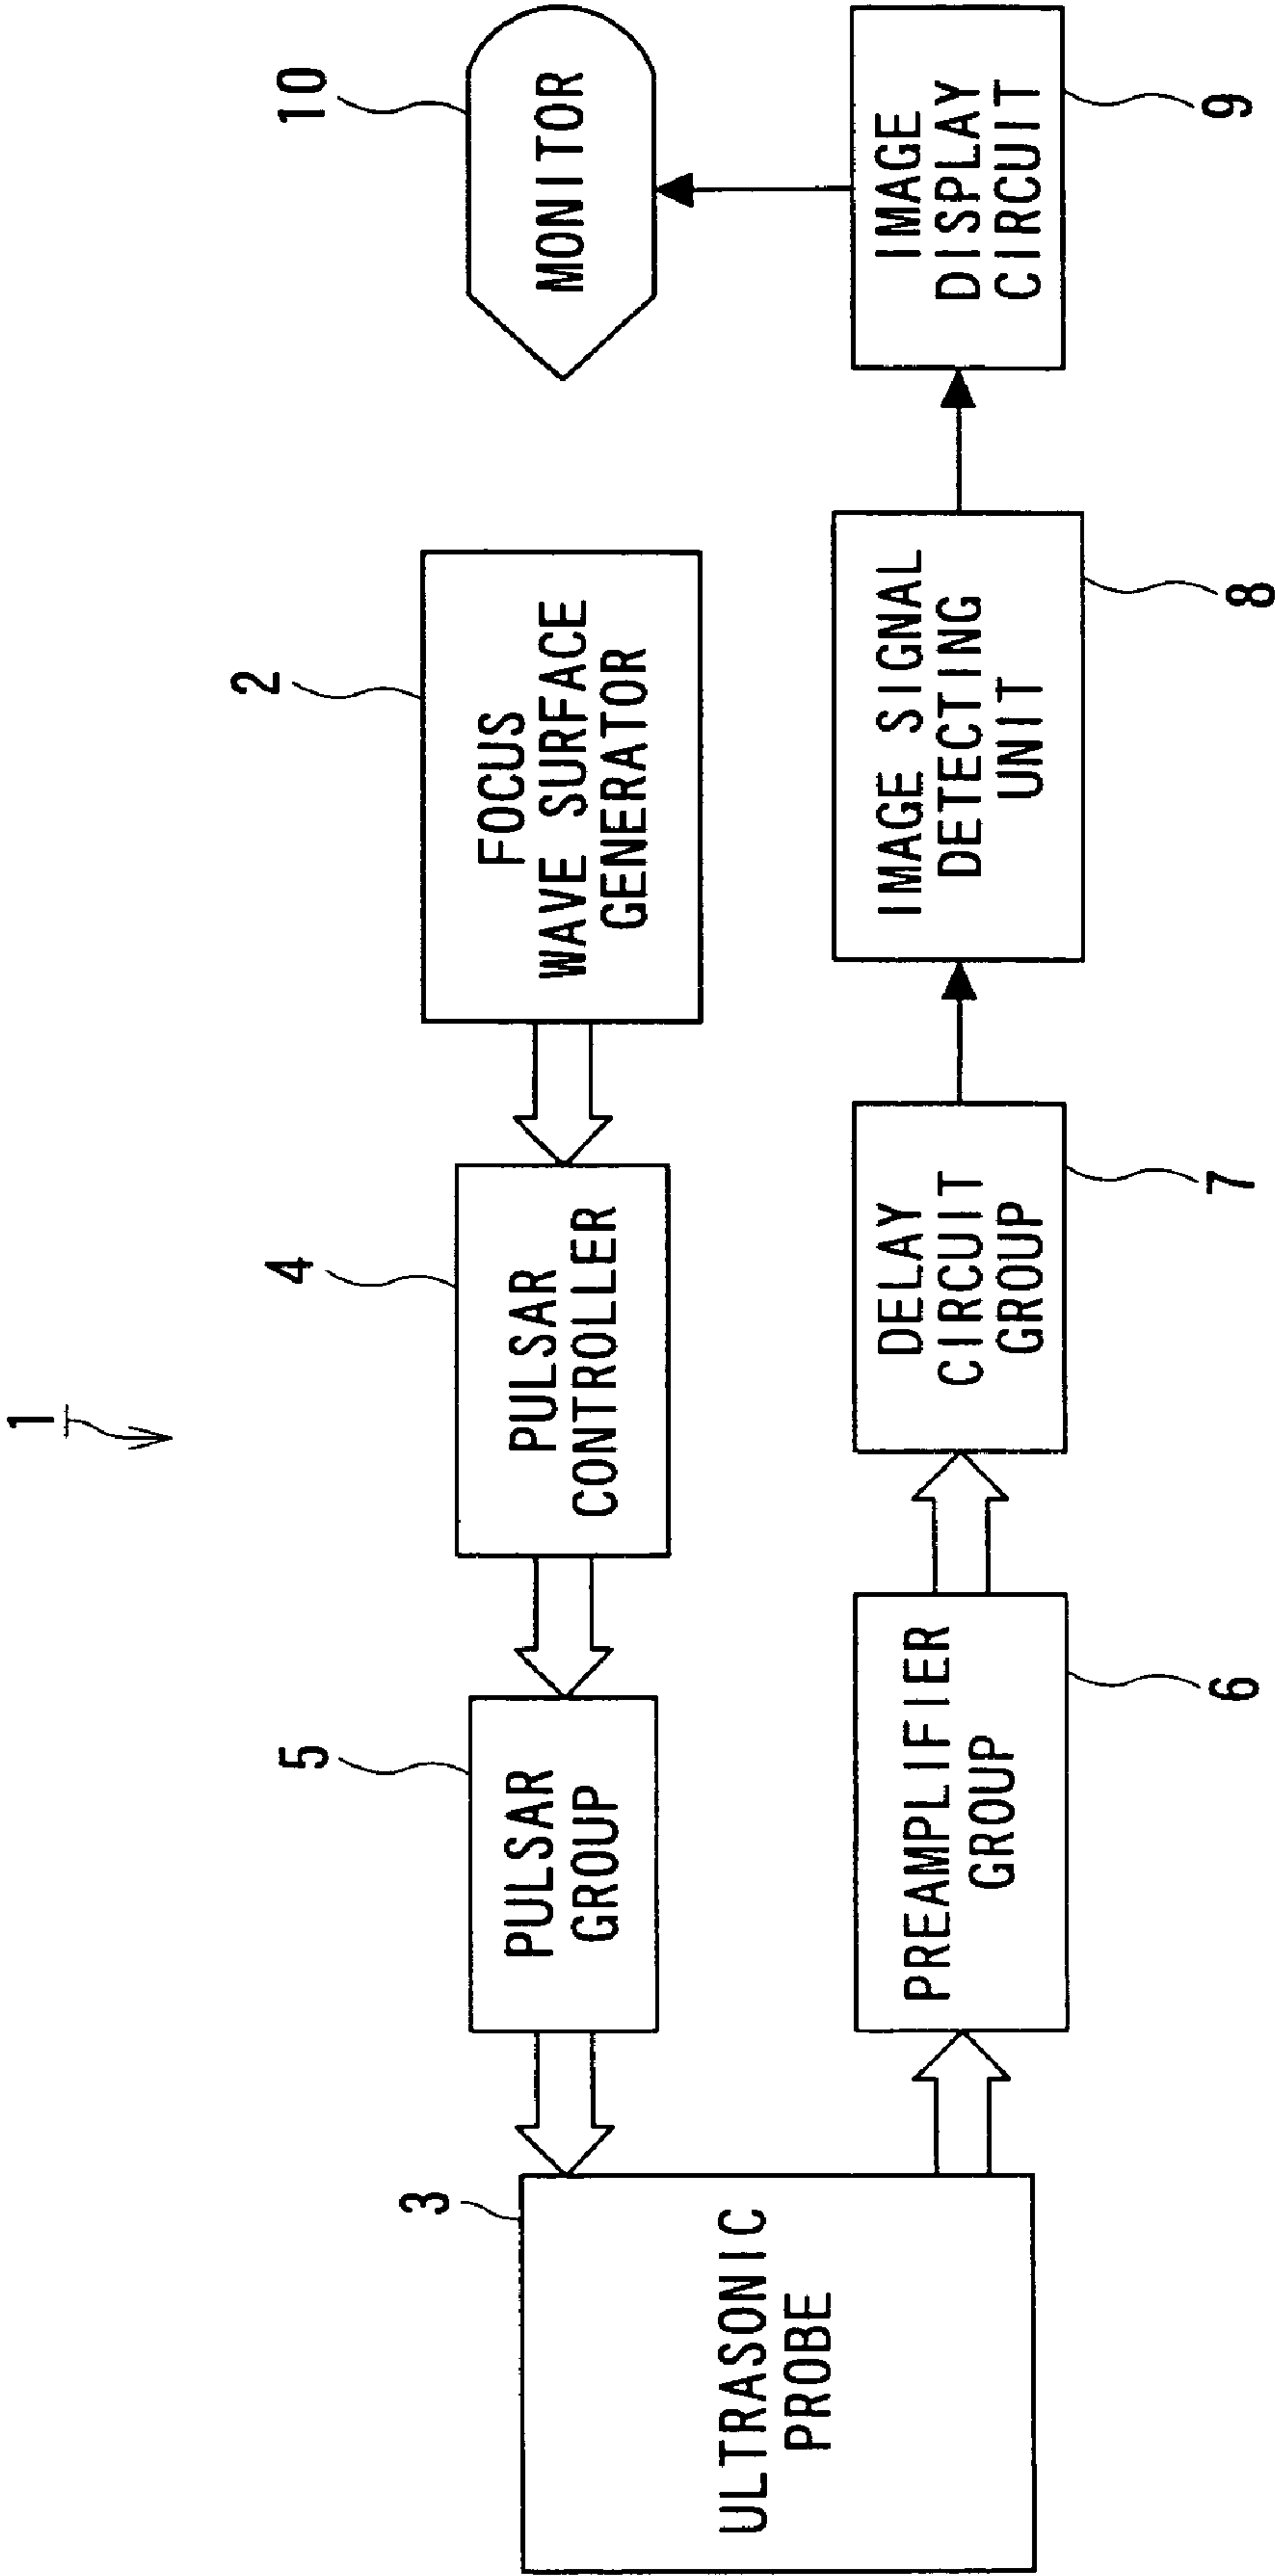 1
2
FOCUS
WAVE SURFACE
GENERATOR
4
PULSAR
CONTROLLER
5
PULSAR
GROUP
3
ULTRASONIC
PROBE
PREAMPLIFIER
GROUP
6
DELAY
CIRCUIT
GROUP
7
IMAGE SIGNAL
DETECTING
UNIT
8
IMAGE
DISPLAY
CIRCUIT
9
10
MONITOR